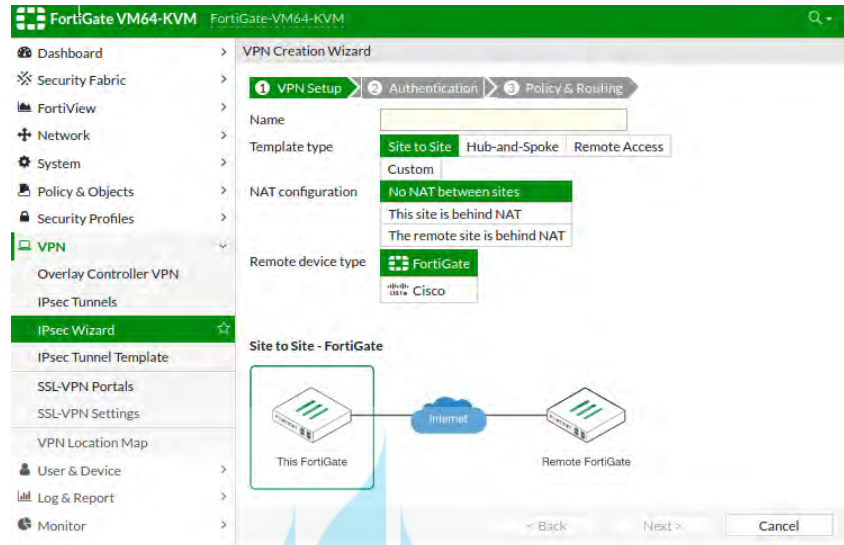 FortiGate VM64-KVM FortiGate-VM64-KVM
Dashboard
Security Fabric
FortiView
Network
System
Policy & Objects
Security Profiles
VPN
Overlay Controller VPN
IPsec Tunnels
IPsec Wizard
IPsec Tunnel Template
SSL-VPN Portals
SSL-VPN Settings
VPN Location Map
User & Device
Log & Report
Monitor
VPN Creation Wizard
1 VPN Setup 2 Authentication 3 Policy & Routing
Name
Template type Site to Site Hub-and-Spoke Remote Access
Custom
NAT configuration No NAT between sites
This site is behind NAT
The remote site is behind NAT
Remote device type FortiGate
Cisco
Site to Site - FortiGate
Internet
This FortiGate Remote FortiGate
< Back Next > Cancel